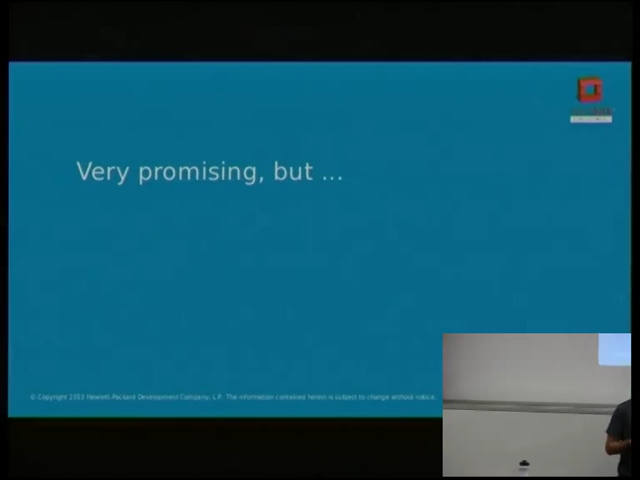 Very promising, but ...
© Copyright 2013 Hewlett-Packard Development Company, L.P. The information contained herein is subject to change without notice.